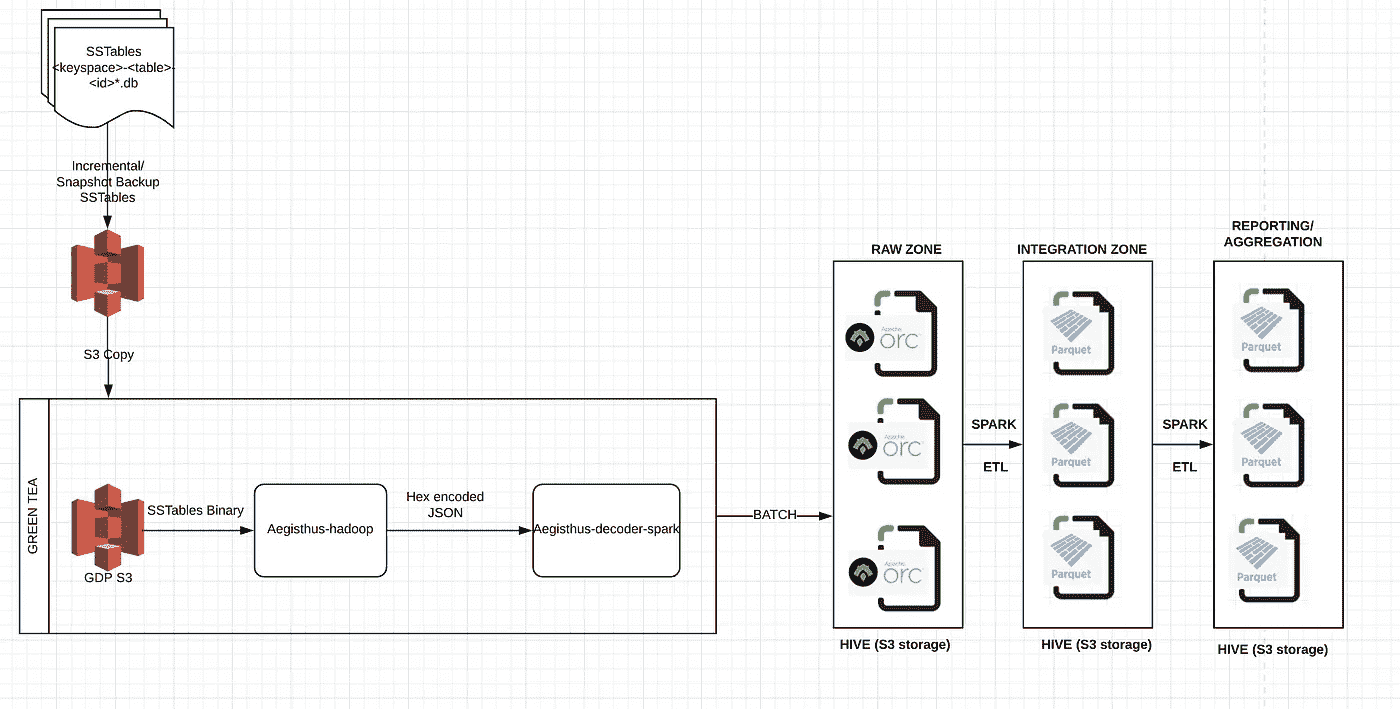 SSTables
<keyspace>-<table>-
<id>*.db
Incremental/
Snapshot Backup
SSTables
S3 Copy
GREEN TEA
GDP S3
SSTables Binary
Aegisthus-hadoop
Hex encoded
JSON
Aegisthus-decoder-spark
BATCH
RAW ZONE
Apache
orc
Apache
orc
Apache
orc
HIVE (S3 storage)
SPARK
ETL
INTEGRATION ZONE
Parquet
Parquet
Parquet
HIVE (S3 storage)
SPARK
ETL
REPORTING/
AGGREGATION
Parquet
Parquet
Parquet
HIVE (S3 storage)